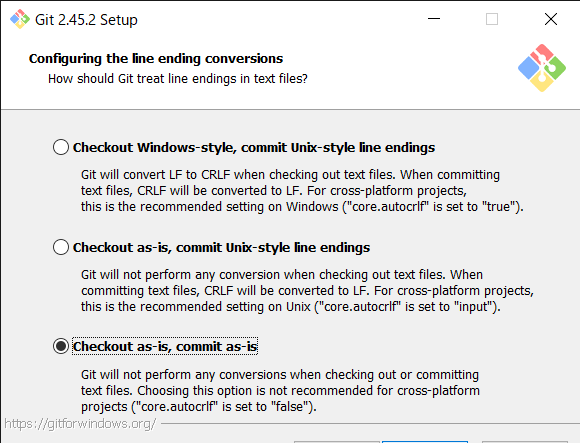 Git 2.45.2 Setup
Configuring the line ending conversions
How should Git treat line endings in text files?
Checkout Windows-style, commit Unix-style line endings
Git will convert LF to CRLF when checking out text files. When committing
text files, CRLF will be converted to LF. For cross-platform projects,
this is the recommended setting on Windows ("core.autocrlf" is set to "true").
Checkout as-is, commit Unix-style line endings
Git will not perform any conversion when checking out text files. When
committing text files, CRLF will be converted to LF. For cross-platform projects,
this is the recommended setting on Unix ("core.autocrlf" is set to "input").
Checkout as-is, commit as-is
Git will not perform any conversions when checking out or committing
text files. Choosing this option is not recommended for cross-platform
projects ("core.autocrlf" is set to "false").
https://gitforwindows.org/